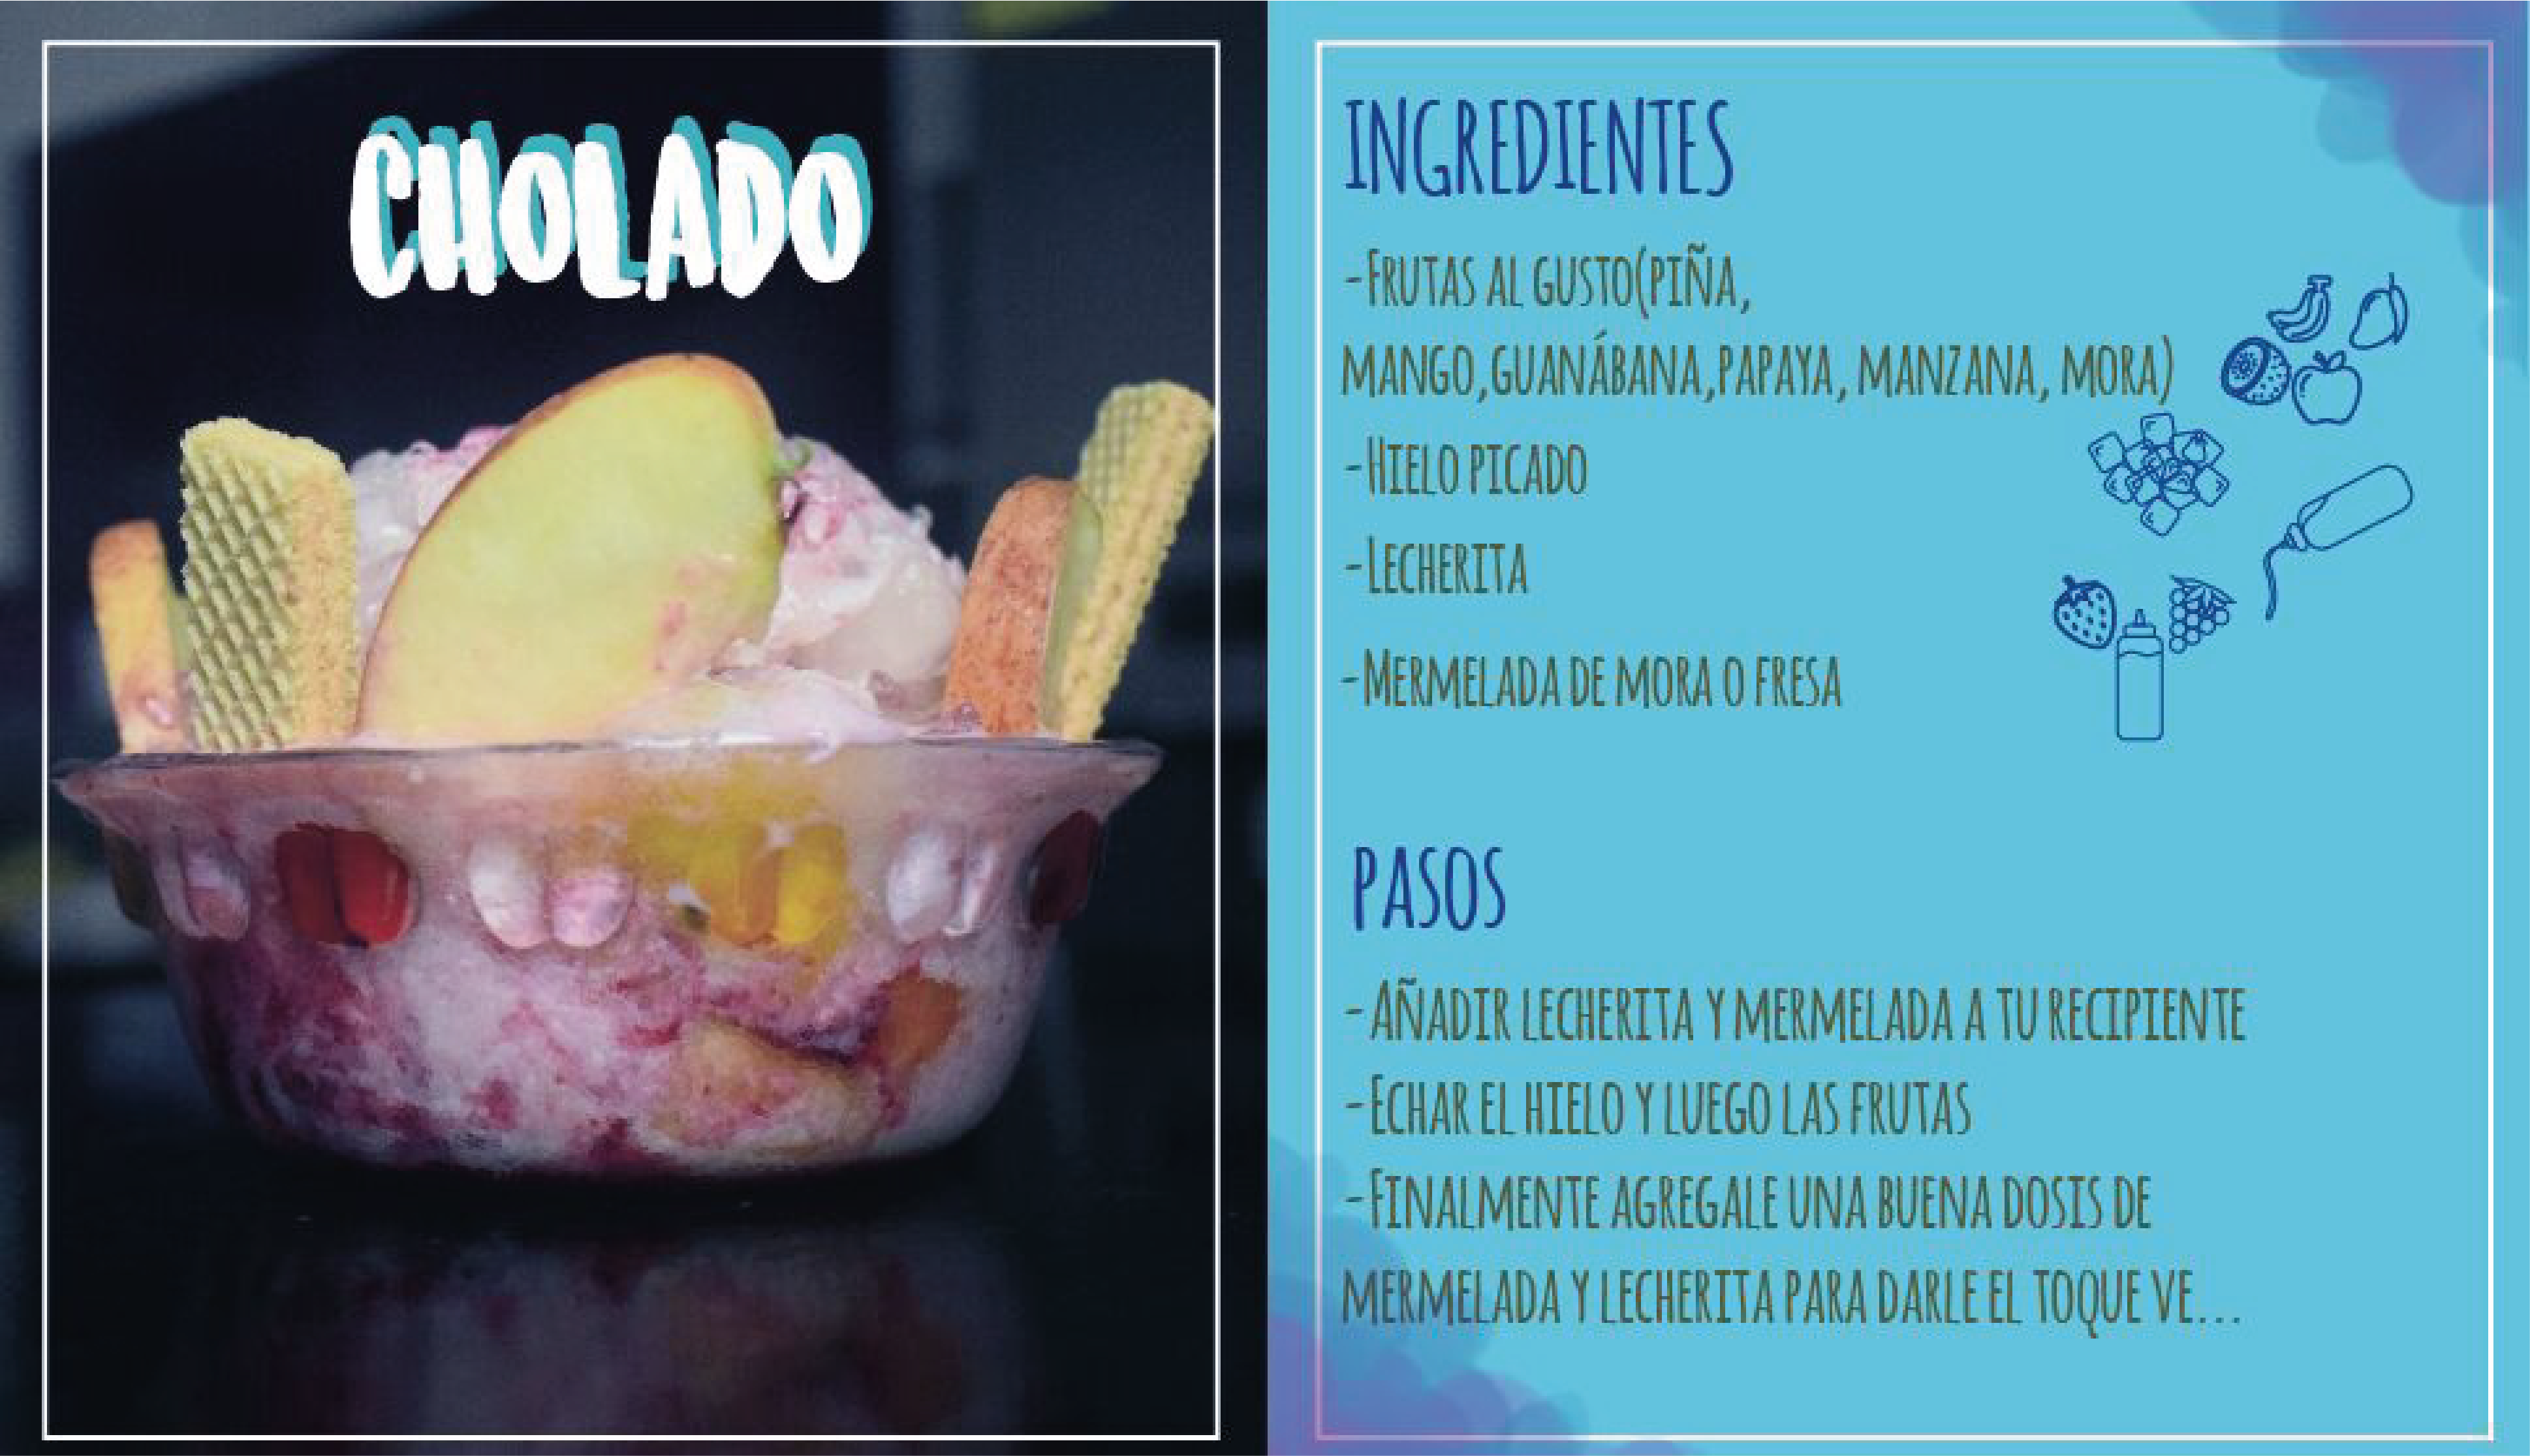 CHOLADO
INGREDIENTES
-Frutas al gusto(piña,
mango,guanábana,papaya, manzana, mora)
-Hielo picado
-Lecherita
-Mermelada de mora o fresa
PASOS
-Añadir lecherita y mermelada a tu recipiente
-Echar el hielo y luego las frutas
-Finalmente agregale una buena dosis de
mermelada y lecherita para darle el toque ve...